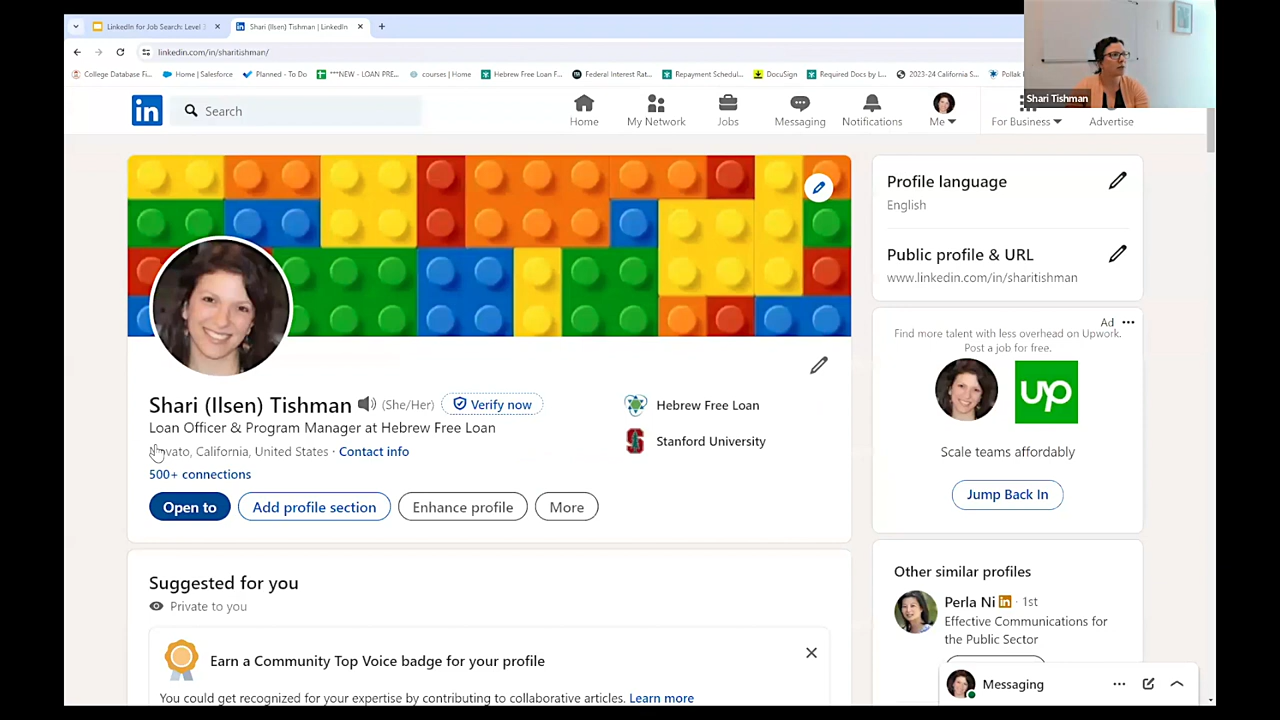 LinkedIn for Job Search: Level
Shari (Ilsen) Tishman | LinkedIn
linkedin.com/in/sharitishman/
College Database Fi...
Home | Salesforce
Planned - To Do
***NEW - LOAN PRE...
courses | Home
Hebrew Free Loan F...
Federal Interest Rat...
Repayment Schedul...
DocuSign
Required Docs by L...
2023-24 California S...
Pollak
Shari Tishman
in
Search
Home
My Network
Jobs
Messaging
Notifications
Me
For Business
Advertise
Profile language
English
Public profile & URL
www.linkedin.com/in/sharitishman
Shari (Ilsen) Tishman (She/Her) Verify now
Loan Officer & Program Manager at Hebrew Free Loan
Novato, California, United States · Contact info
500+ connections
Hebrew Free Loan
Stanford University
Open to
Add profile section
Enhance profile
More
Ad
Find more talent with less overhead on Upwork.
Post a job for free.
up
Scale teams affordably
Jump Back In
Suggested for you
Private to you
Earn a Community Top Voice badge for your profile
You could get recognized for your expertise by contributing to collaborative articles. Learn more
Other similar profiles
Perla Ni in · 1st
Effective Communications for
the Public Sector
Messaging